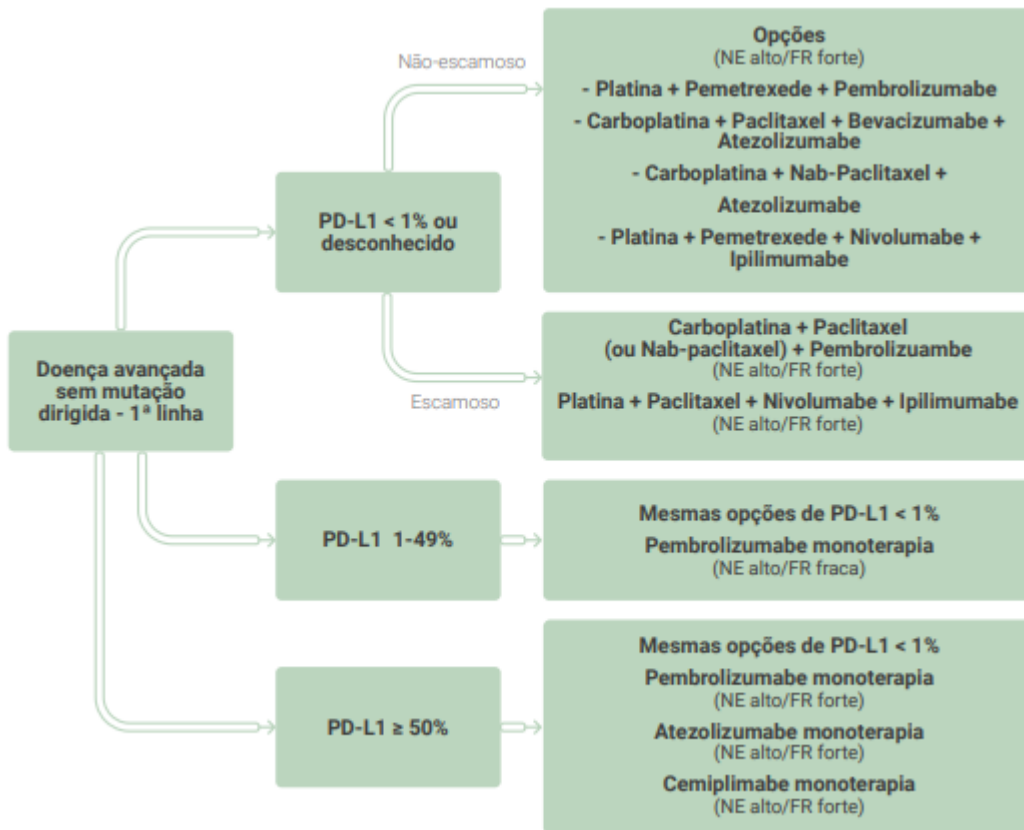 Doença avançada
sem mutação
dirigida - 1ª linha
PD-L1 < 1% ou
desconhecido
Não-escamoso
Opções
(NE alto/FR forte)
- Platina + Pemetrexede + Pembrolizumabe
- Carboplatina + Paclitaxel + Bevacizumabe +
Atezolizumabe
- Carboplatina + Nab-Paclitaxel +
Atezolizumabe
- Platina + Pemetrexede + Nivolumabe +
Ipilimumabe
Escamoso
Carboplatina + Paclitaxel
(ou Nab-paclitaxel) + Pembrolizuambe
(NE alto/FR forte)
Platina + Paclitaxel + Nivolumabe + Ipilimumabe
(NE alto/FR forte)
PD-L1 1-49%
Mesmas opções de PD-L1 < 1%
Pembrolizumabe monoterapia
(NE alto/FR fraca)
PD-L1 ≥ 50%
Mesmas opções de PD-L1 < 1%
Pembrolizumabe monoterapia
(NE alto/FR forte)
Atezolizumabe monoterapia
(NE alto/FR forte)
Cemiplimabe monoterapia
(NE alto/FR forte)